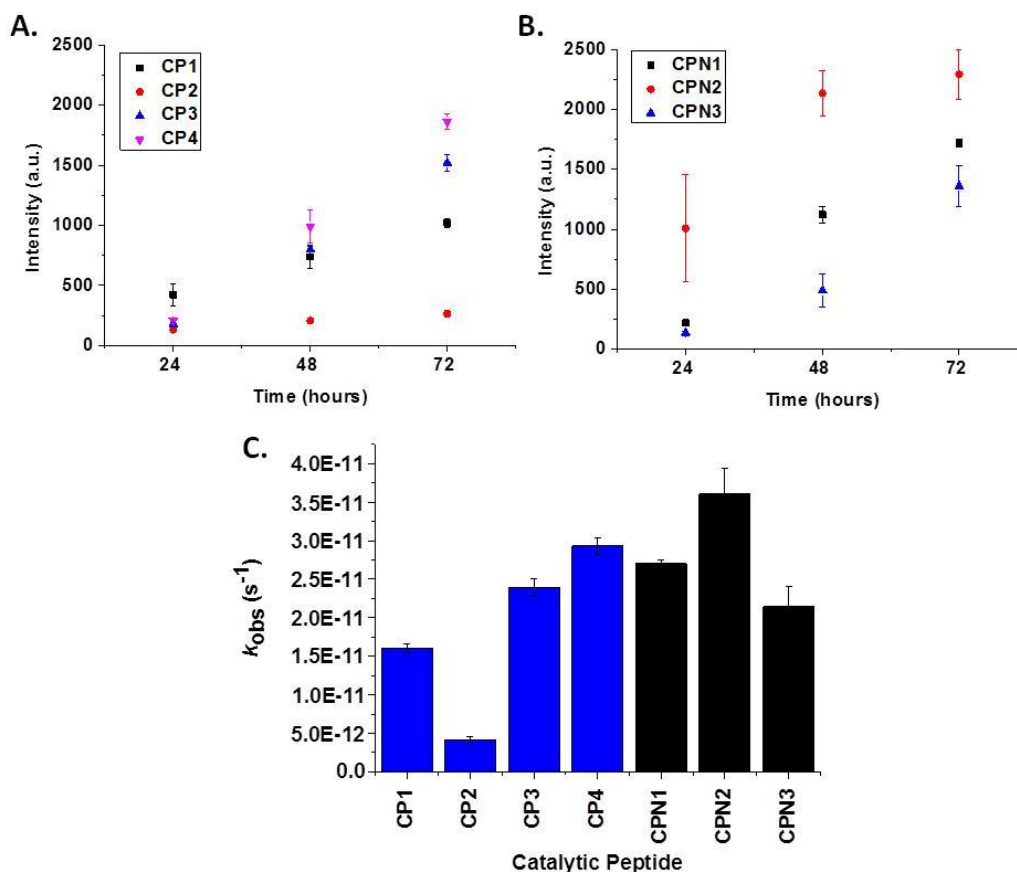 A.
2500
2000
1500
1000
500
0
Intensity (a.u.)
CP1
CP2
CP3
CP4
24 48 72
Time (hours)
B.
2500
2000
1500
1000
500
0
Intensity (a.u.)
CPN1
CPN2
CPN3
24 48 72
Time (hours)
C.
4.0E-11
3.5E-11
3.0E-11
2.5E-11
2.0E-11
1.5E-11
1.0E-11
5.0E-12
0.0
kobs (s-1)
CP1 CP2 CP3 CP4 CPN1 CPN2 CPN3
Catalytic Peptide